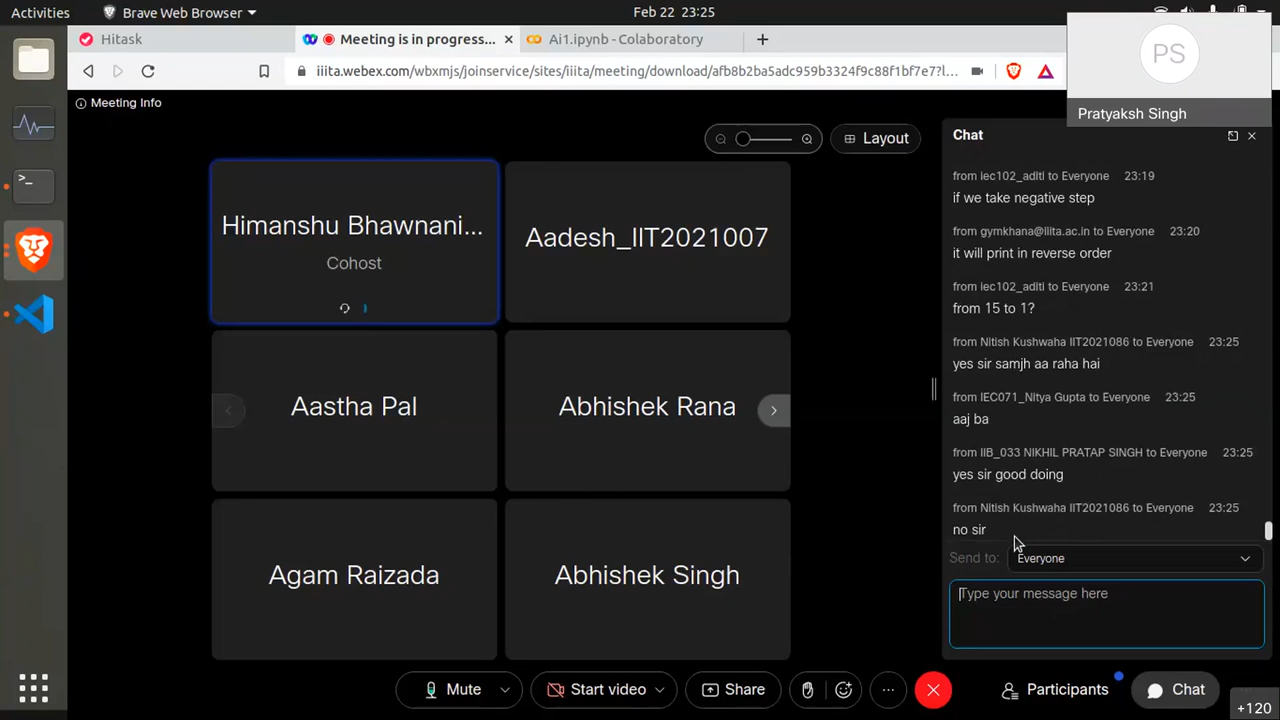 Activities
Brave Web Browser
Feb 22 23:25
Hitask
Meeting is in progress...
Ai1.ipynb - Colaboratory
iiita.webex.com/wbxmjs/joinservice/sites/iiita/meeting/download/afb8b2ba5adc959b3324f9c88f1bf7e7?l...
PS
Pratyaksh Singh
Meeting Info
Layout
Himanshu Bhawnani...
Cohost
Aadesh_IIT2021007
Aastha Pal
Abhishek Rana
Agam Raizada
Abhishek Singh
Chat
from iec102_aditi to Everyone 23:19
if we take negative step
from gymkhana@iiita.ac.in to Everyone 23:20
it will print in reverse order
from iec102_aditi to Everyone 23:21
from 15 to 1?
from Nitish Kushwaha IIT2021086 to Everyone 23:25
yes sir samjh aa raha hai
from IEC071_Nitya Gupta to Everyone 23:25
aaj ba
from IIB_033 NIKHIL PRATAP SINGH to Everyone 23:25
yes sir good doing
from Nitish Kushwaha IIT2021086 to Everyone 23:25
no sir
Send to: Everyone
Type your message here
Mute
Start video
Share
Participants
Chat
+120